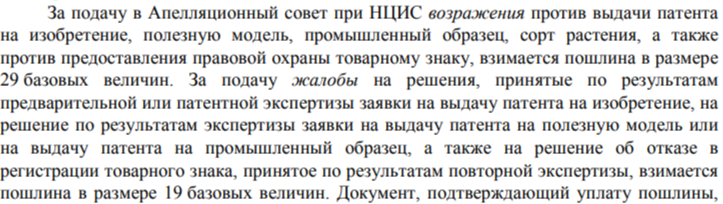 За подачу в Апелляционный совет при НЦИС возражения против выдачи патента
на изобретение, полезную модель, промышленный образец, сорт растения, а также
против предоставления правовой охраны товарному знаку, взимается пошлина в размере
29 базовых величин. За подачу жалобы на решения, принятые по результатам
предварительной или патентной экспертизы заявки на выдачу патента на изобретение, на
решение по результатам экспертизы заявки на выдачу патента на полезную модель или
на выдачу патента на промышленный образец, а также на решение об отказе в
регистрации товарного знака, принятое по результатам повторной экспертизы, взимается
пошлина в размере 19 базовых величин. Документ, подтверждающий уплату пошлины,